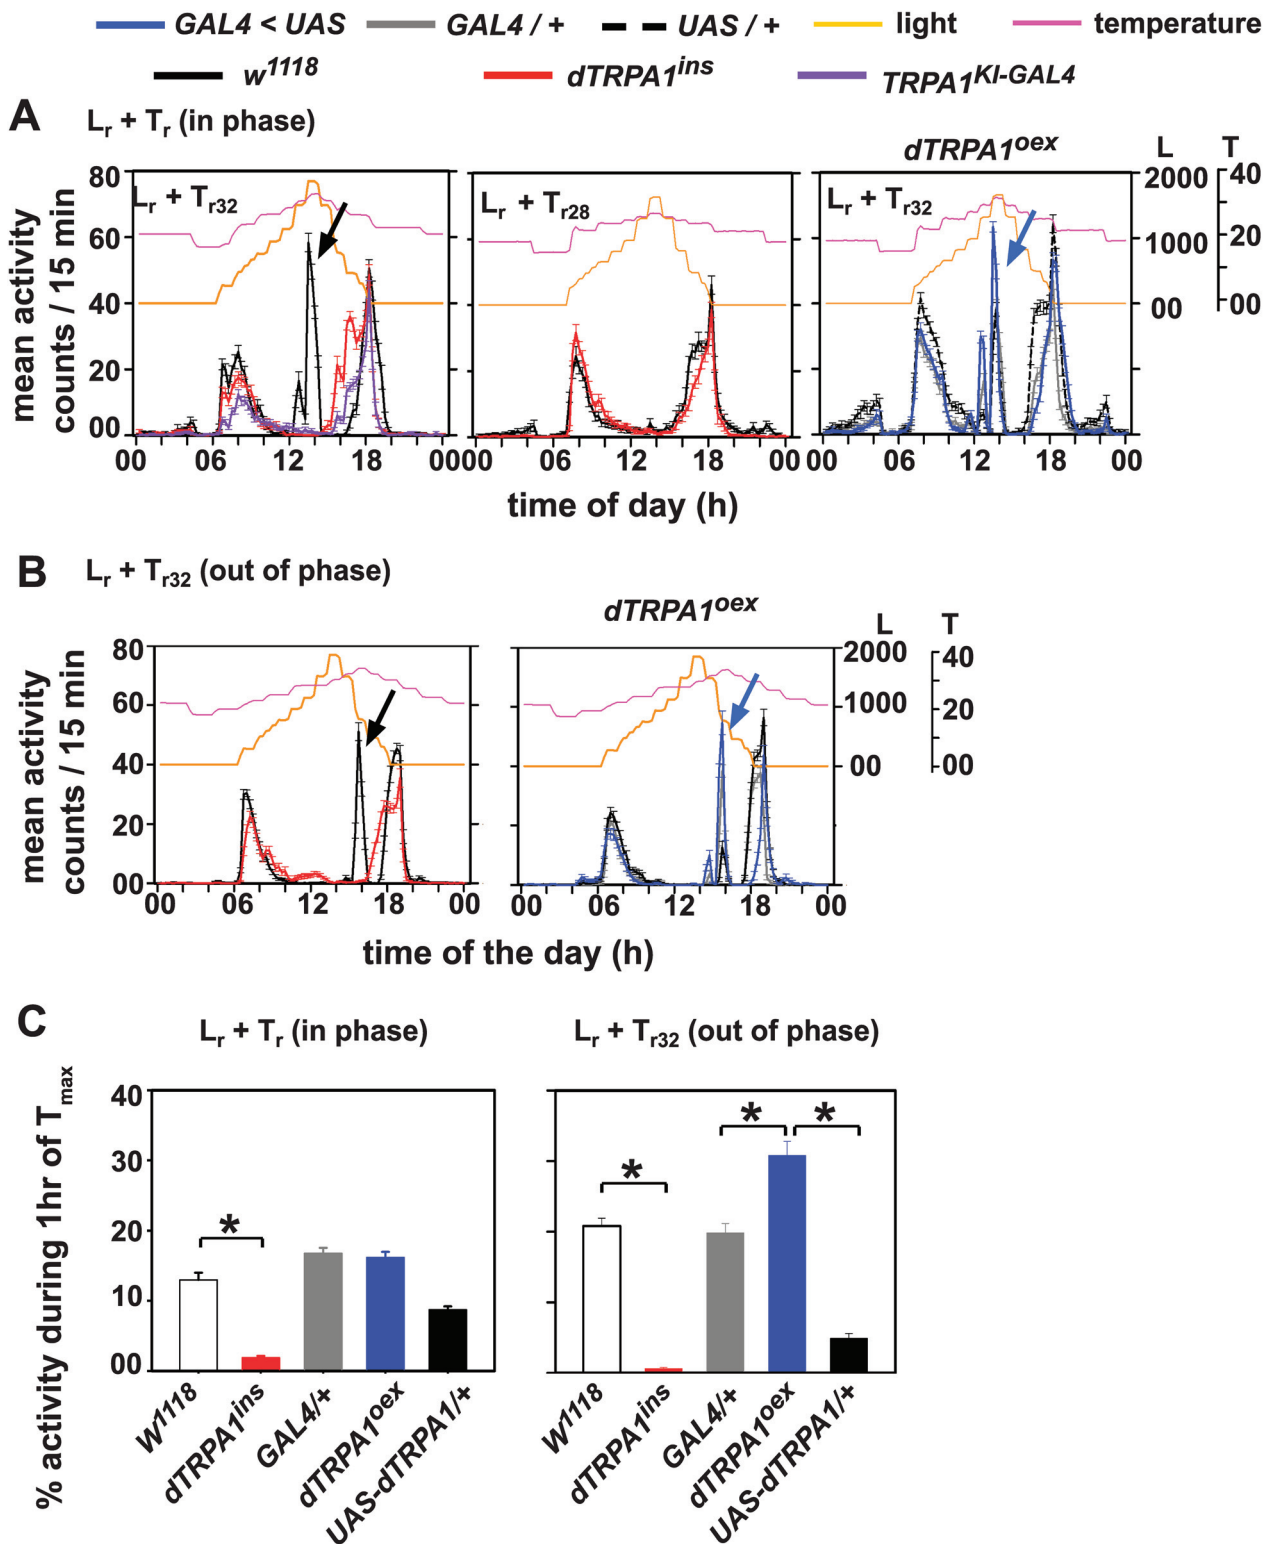 GAL4 < UAS GAL4 / + UAS / + light temperature
w1118 dTRPA1ins TRPA1KI-GAL4
A Lr + Tr (in phase)
dTRPA1oex L T
Lr + Tr32 Lr + Tr28 Lr + Tr32
mean activity
counts / 15 min
80
60
40
20
00
2000
1000
00
40
20
00
00 06 12 18 00 00 06 12 18 00 00 06 12 18 00
time of day (h)
B Lr + Tr32 (out of phase)
dTRPA1oex L T
mean activity
counts / 15 min
80
60
40
20
00
2000
1000
00
40
20
00
00 06 12 18 00 00 06 12 18 00
time of the day (h)
C
Lr + Tr (in phase) Lr + Tr32 (out of phase)
% activity during 1hr of Tmax
40
30
20
10
00
* * * *
W1118 dTRPA1ins GAL4/+ dTRPA1oex UAS-dTRPA1/+ W1118 dTRPA1ins GAL4/+ dTRPA1oex UAS-dTRPA1/+